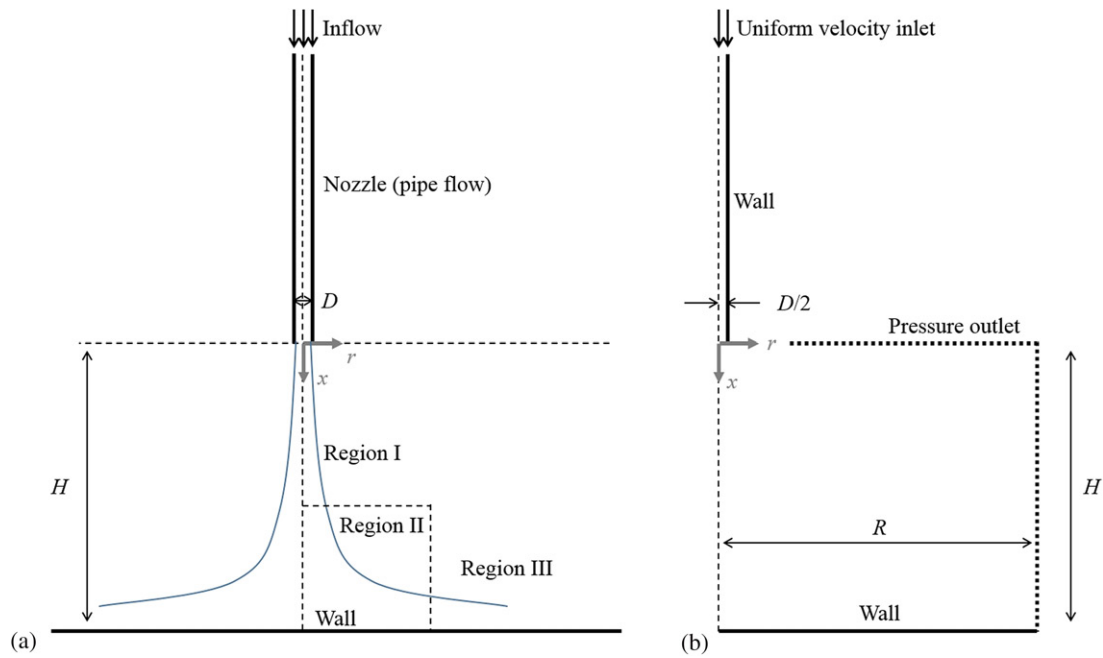 Inflow
Nozzle (pipe flow)
D
r
x
Region I
H
Region II
Region III
Wall
(a)
Uniform velocity inlet
Wall
D/2
Pressure outlet
r
x
H
R
Wall
(b)